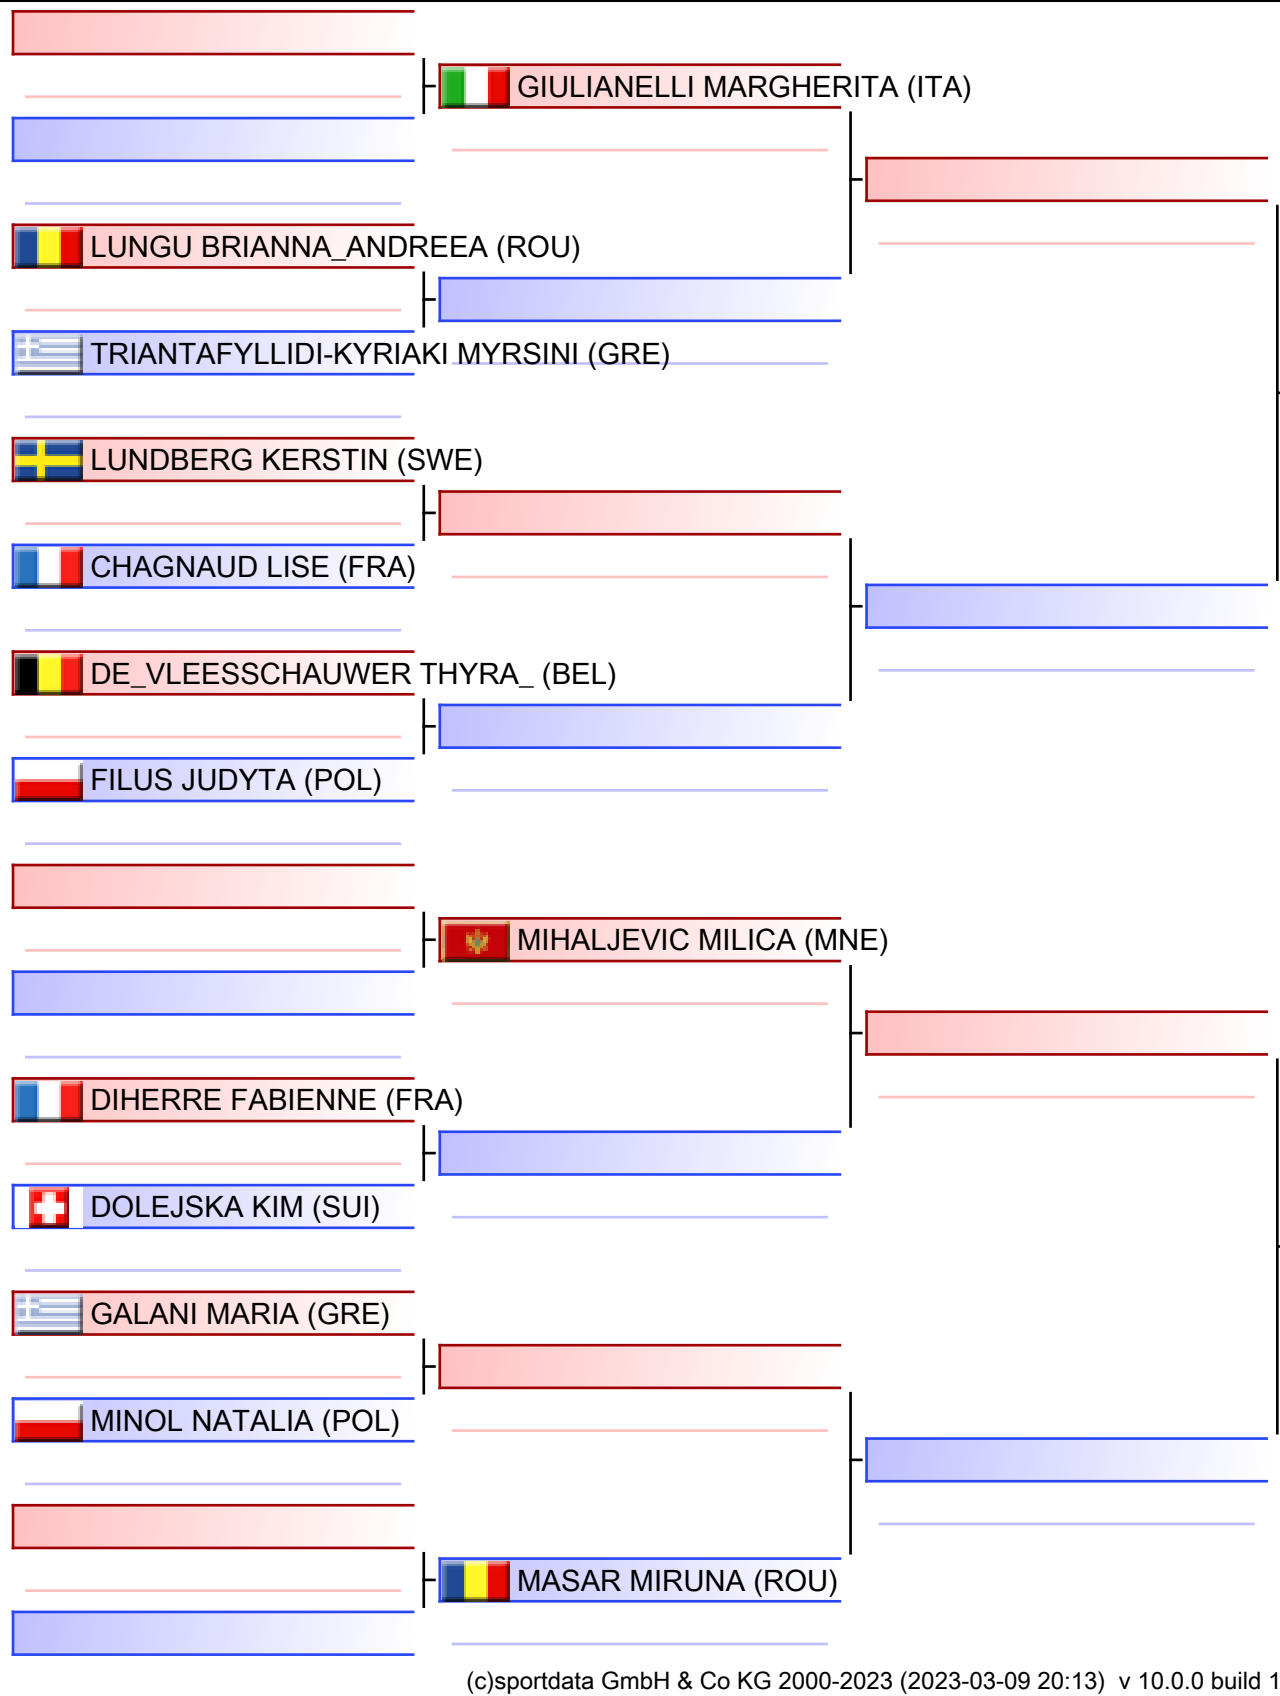 GIULIANELLI MARGHERITA (ITA)
LUNGU BRIANNA_ANDREEA (ROU)
TRIANTAFYLLIDI-KYRIAKI MYRSINI (GRE)
LUNDBERG KERSTIN (SWE)
CHAGNAUD LISE (FRA)
DE_VLEESSCHAUWER THYRA_ (BEL)
FILUS JUDYTA (POL)
MIHALJEVIC MILICA (MNE)
DIHERRE FABIENNE (FRA)
DOLEJSKA KIM (SUI)
GALANI MARIA (GRE)
MINOL NATALIA (POL)
MASAR MIRUNA (ROU)
(c)sportdata GmbH & Co KG 2000-2023 (2023-03-09 20:13) v 10.0.0 build 1